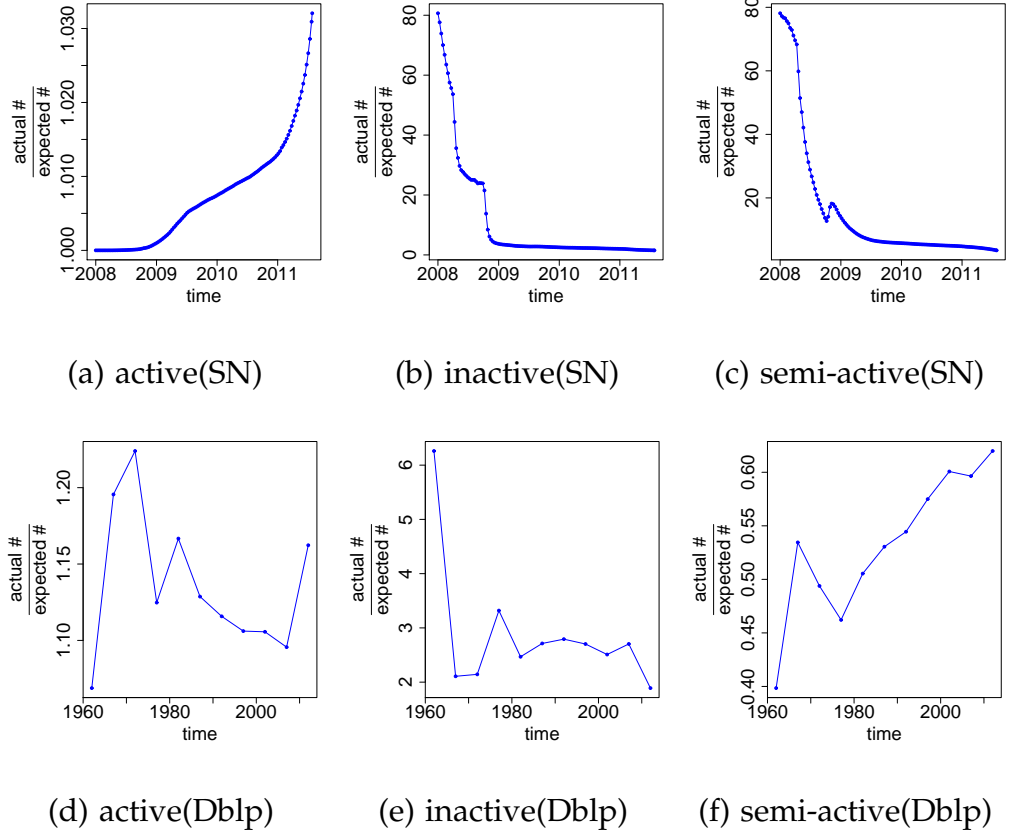 actual #
expected #
1.000 1.010 1.020 1.030
2008 2009 2010 2011
time
(a) active(SN)
actual #
expected #
0 20 40 60 80
2008 2009 2010 2011
time
(b) inactive(SN)
actual #
expected #
20 40 60 80
2008 2009 2010 2011
time
(c) semi-active(SN)
actual #
expected #
1.10 1.15 1.20
1960 1980 2000
time
(d) active(Dblp)
actual #
expected #
2 3 4 5 6
1960 1980 2000
time
(e) inactive(Dblp)
actual #
expected #
0.40 0.45 0.50 0.55 0.60
1960 1980 2000
time
(f) semi-active(Dblp)